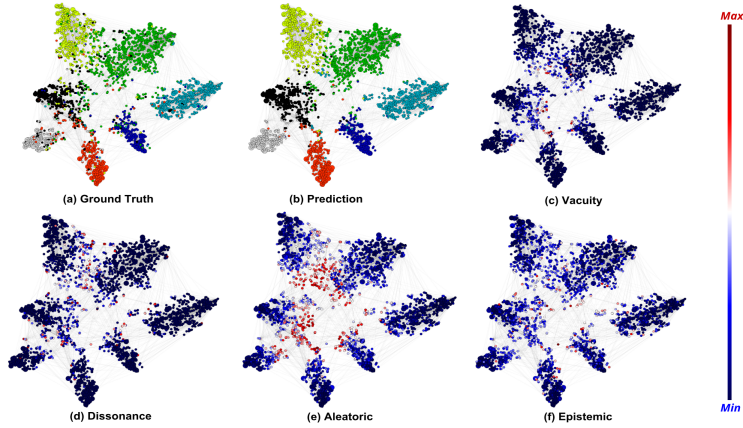 Max
(a) Ground Truth
(b) Prediction
(c) Vacuity
(d) Dissonance
(e) Aleatoric
(f) Epistemic
Min